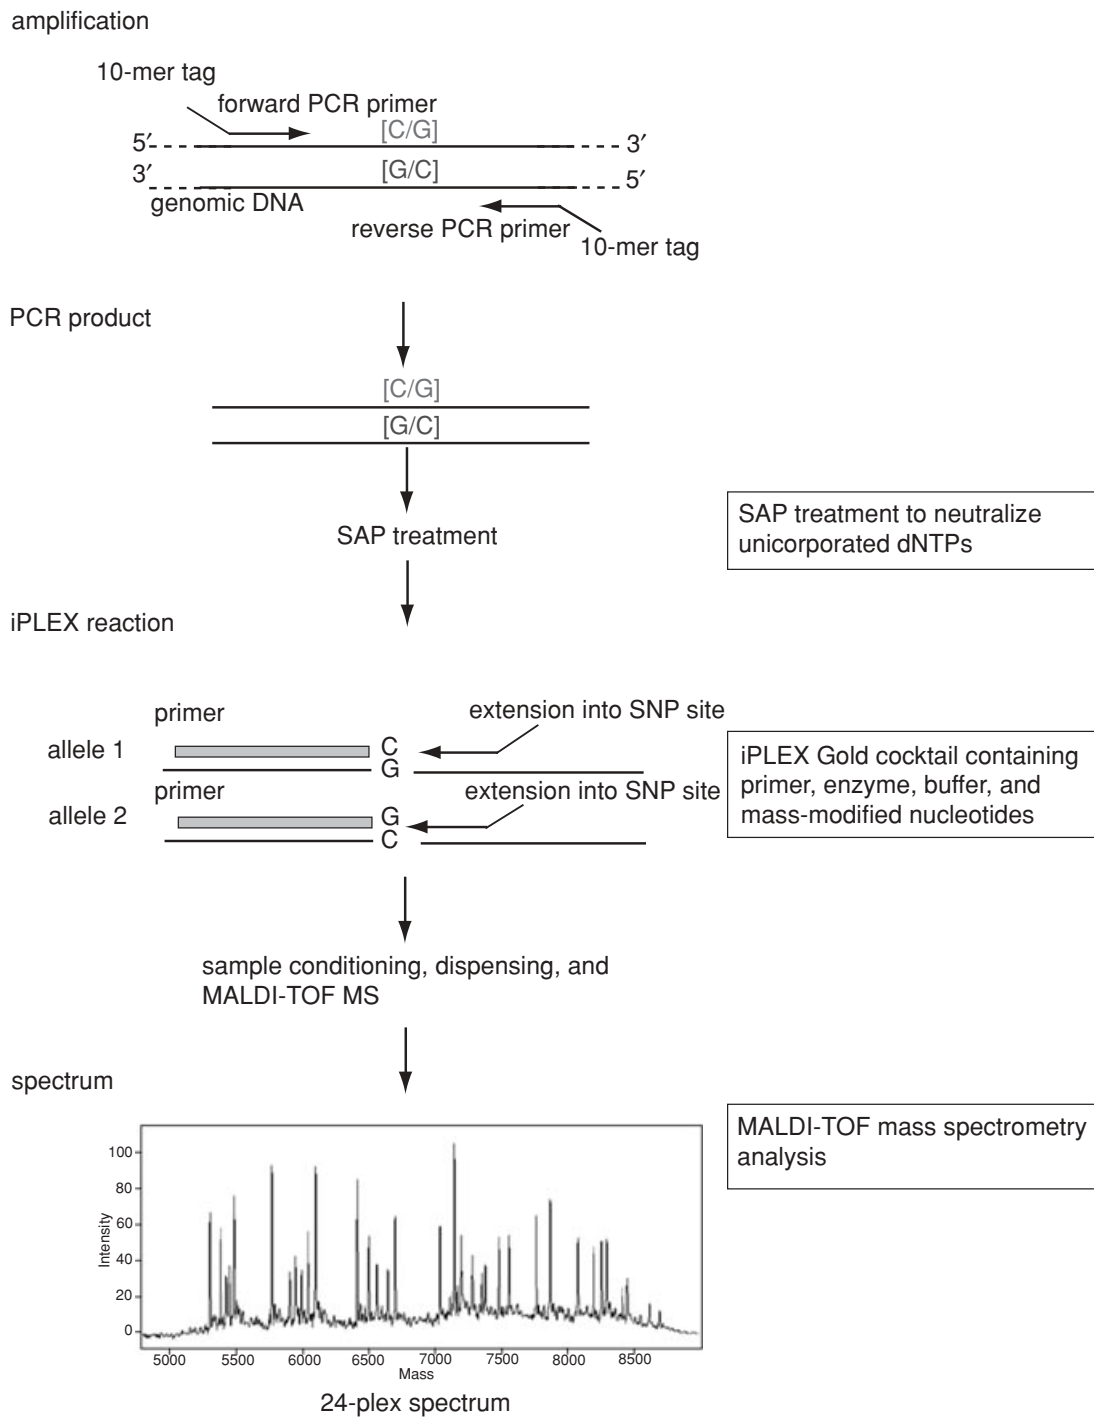 amplification
10-mer tag
forward PCR primer
[C/G]
5′
3′
3′
[G/C]
5′
genomic DNA
reverse PCR primer
10-mer tag
PCR product
[C/G]
[G/C]
SAP treatment
SAP treatment to neutralize
unicorporated dNTPs
iPLEX reaction
primer
extension into SNP site
allele 1
C
G
primer
extension into SNP site
allele 2
G
C
iPLEX Gold cocktail containing
primer, enzyme, buffer, and
mass-modified nucleotides
sample conditioning, dispensing, and
MALDI-TOF MS
spectrum
MALDI-TOF mass spectrometry
analysis
100
80
60
40
20
0
Intensity
5000 5500 6000 6500 7000 7500 8000 8500
Mass
24-plex spectrum